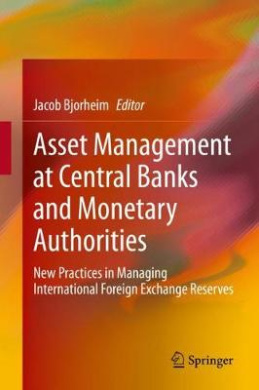 Jacob Bjorheim Editor
Asset Management
at Central Banks
and Monetary
Authorities
New Practices in Managing
International Foreign Exchange Reserves
Springer